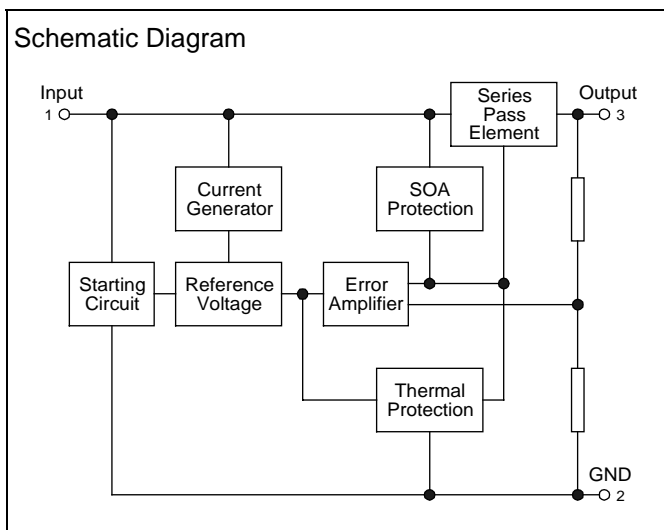 Schematic Diagram
Input
1
Output
3
Series
Pass
Element
Current
Generator
SOA
Protection
Starting
Circuit
Reference
Voltage
Error
Amplifier
Thermal
Protection
GND
2